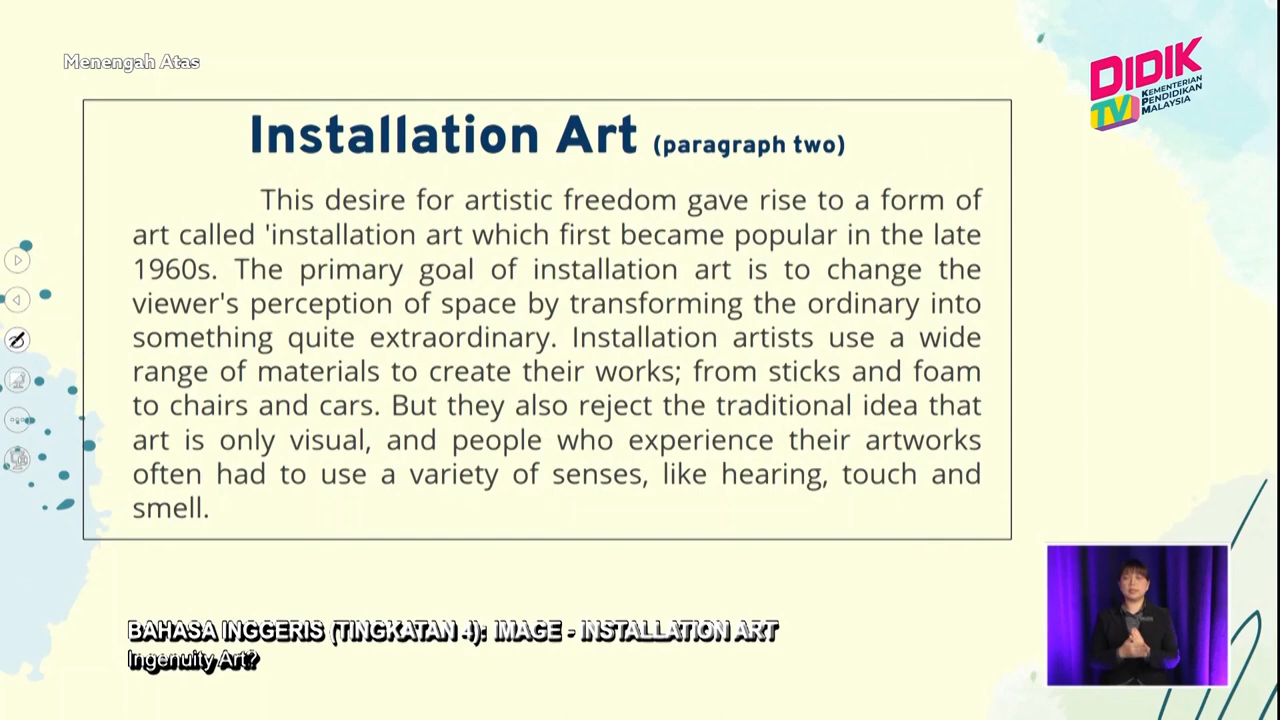 Menengah Atas
DIDIK
TV
KEMENTERIAN
PENDIDIKAN
MALAYSIA
Installation Art (paragraph two)
This desire for artistic freedom gave rise to a form of
art called 'installation art which first became popular in the late
1960s. The primary goal of installation art is to change the
viewer's perception of space by transforming the ordinary into
something quite extraordinary. Installation artists use a wide
range of materials to create their works; from sticks and foam
to chairs and cars. But they also reject the traditional idea that
art is only visual, and people who experience their artworks
often had to use a variety of senses, like hearing, touch and
smell.
BAHASA INGGERIS (TINGKATAN 4): IMAGE - INSTALLATION ART
Ingenuity Art?